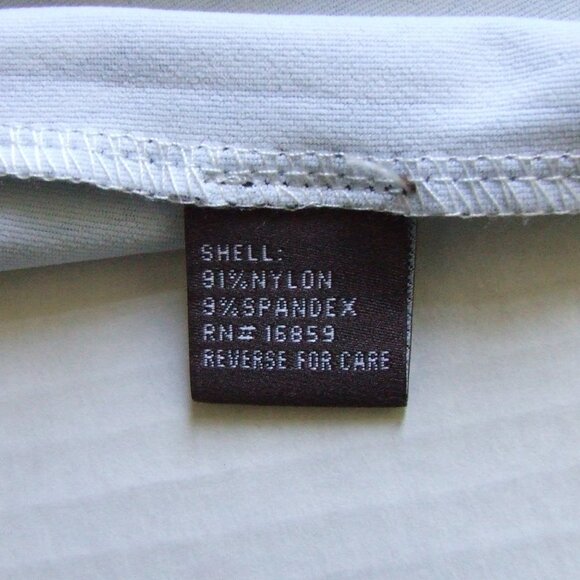 SHELL:
91%NYLON
9%SPANDEX
RN#16859
REVERSE FOR CARE